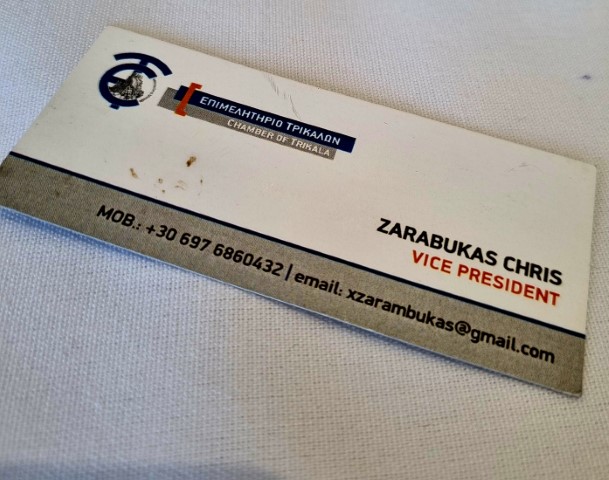 ΕΠΙΜΕΛΗΤΗΡΙΟ ΤΡΙΚΑΛΩΝ
CHAMBER OF TRIKALA
ZARABUKAS CHRIS
VICE PRESIDENT
MOB.: +30 697 6860432 | email: xzarambukas@gmail.com